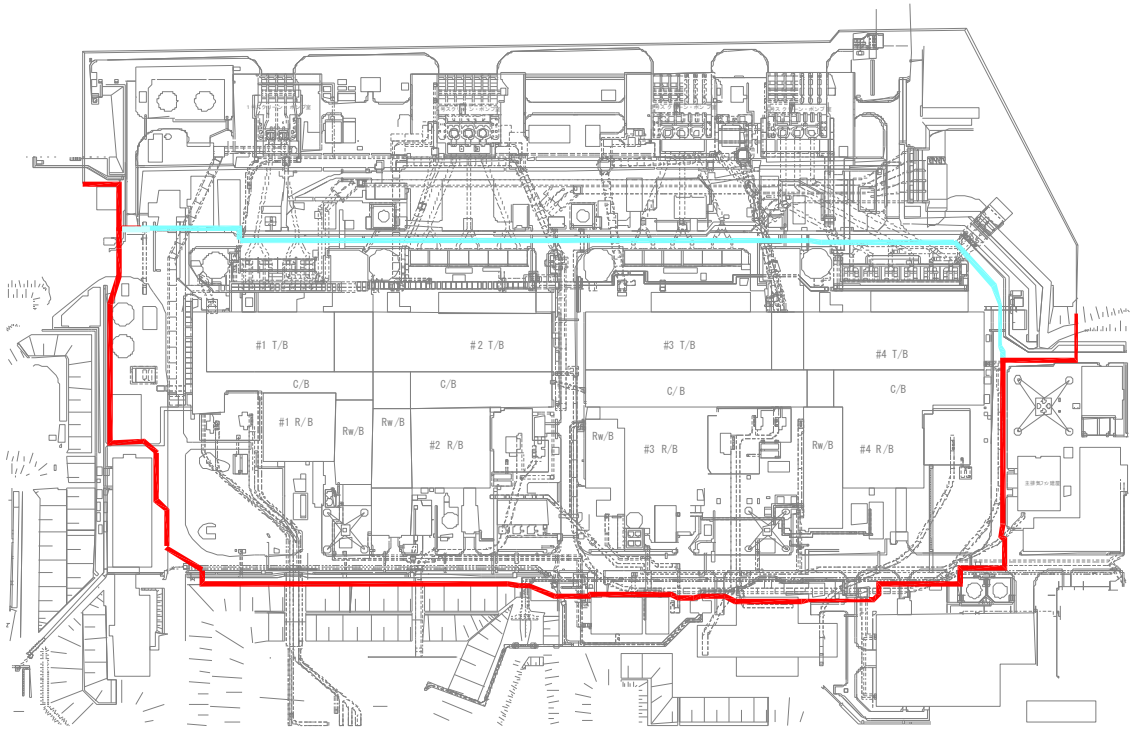 #1 T/B
#2 T/B
#3 T/B
#4 T/B
C/B
C/B
C/B
C/B
#1 R/B
Rw/B
Rw/B
#2 R/B
Rw/B
#3 R/B
Rw/B
#4 R/B